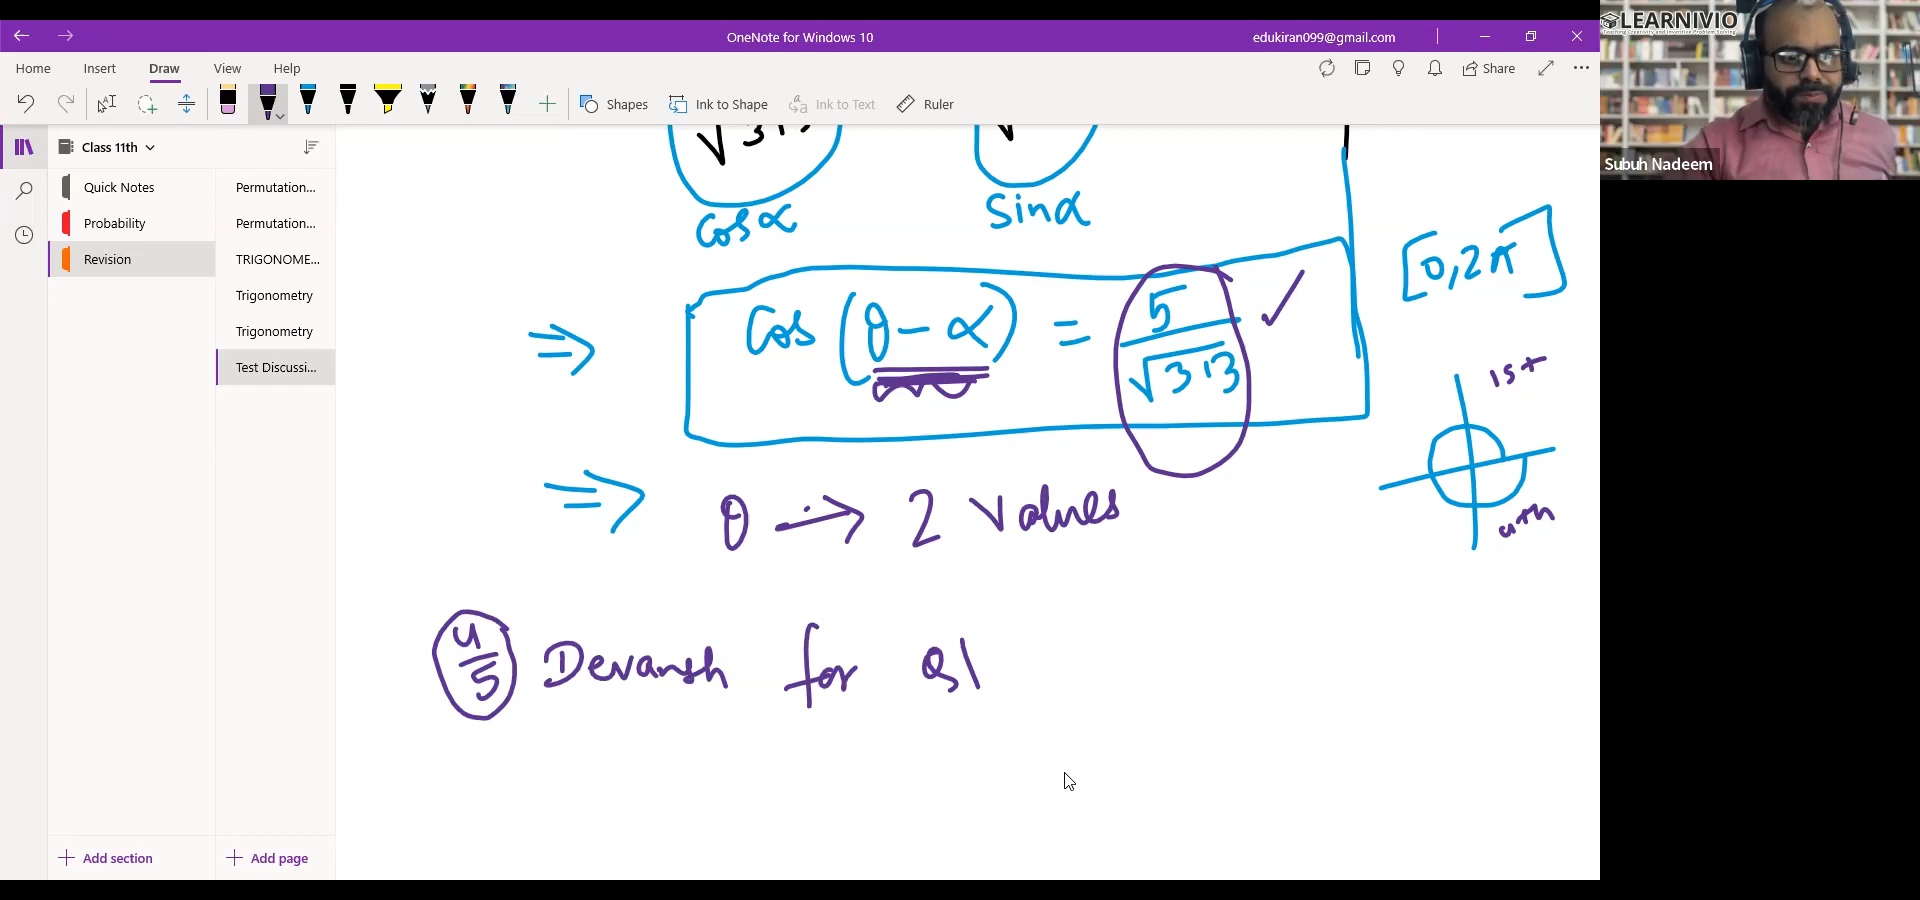 LEARNIVIO
OneNote for Windows 10
edukiran099@gmail.com
Home Insert Draw View Help
Share
Shapes Ink to Shape Ink to Text Ruler
Class 11th
Quick Notes
Probability
Revision
Permutation...
Permutation...
TRIGONOME...
Trigonometry
Trigonometry
Test Discussi...
Add section
Add page
Subuh Nadeem
√313 √
cosα sinα
[0,2π]
⇒ cos(θ-α) = 5/√313 ✓
1st
4th
⇒ θ → 2 values
4/5 Devansh for Q1